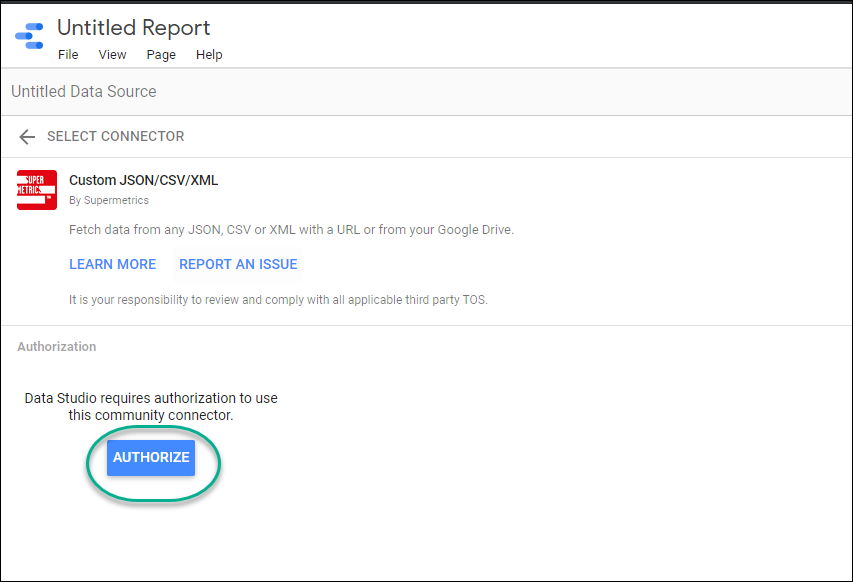 Untitled Report
File View Page Help
Untitled Data Source
SELECT CONNECTOR
SUPER
METRICS
Custom JSON/CSV/XML
By Supermetrics
Fetch data from any JSON, CSV or XML with a URL or from your Google Drive.
LEARN MORE REPORT AN ISSUE
It is your responsibility to review and comply with all applicable third party TOS.
Authorization
Data Studio requires authorization to use
this community connector.
AUTHORIZE